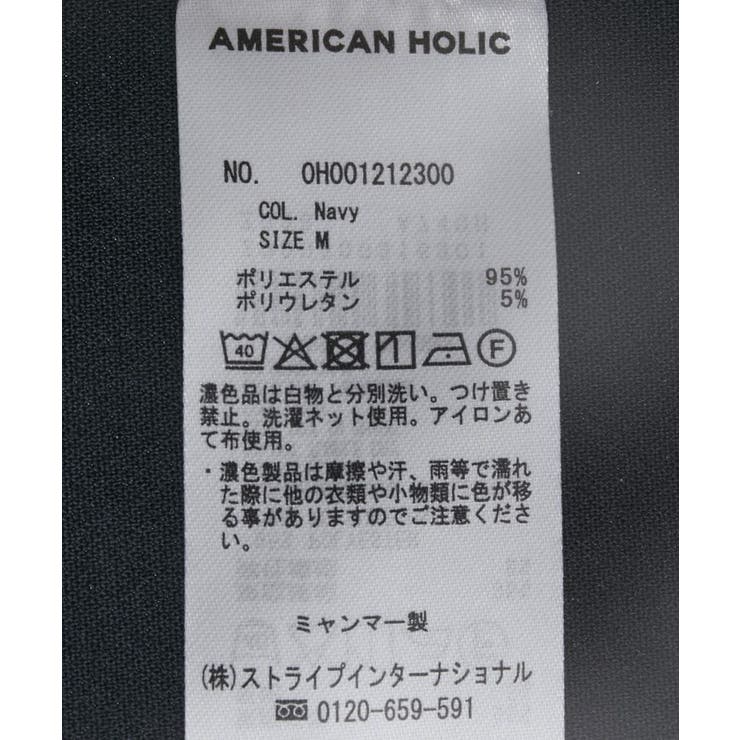 AMERICAN HOLIC
NO. OH001212300
COL. Navy
SIZE M
ポリエステル 95%
ポリウレタン 5%
40 F
濃色品は白物と分別洗い。つけ置き
禁止。洗濯ネット使用。アイロンあ
て布使用。
・濃色製品は摩擦や汗、雨等で濡れ
た際に他の衣類や小物類に色が移
る事がありますのでご注意くださ
い。
ミャンマー製
(株)ストライプインターナショナル
0120-659-591